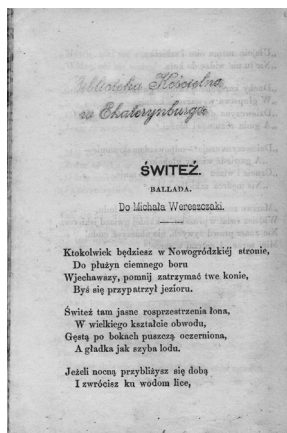 Biblioteka Kościelna
w Ekaterynburga
ŚWITEŹ.
BALLADA.
Do Michała Wereszczaki.
Ktokolwiek będziesz w Nowogródzkiéj stronie,
Do płużyn ciemnego boru
Wjechawszy, pomnij zatrzymać twe konie,
Byś się przypatrzył jezioru.
Świteź tam jasne rosprzestrzenia łona,
W wielkiego kształcie obwodu,
Gęstą po bokach puszczą oczerniona,
A gładka jak szyba lodu.
Jeżeli nocną przybliżysz się dobą
I zwrócisz ku wodom lice,